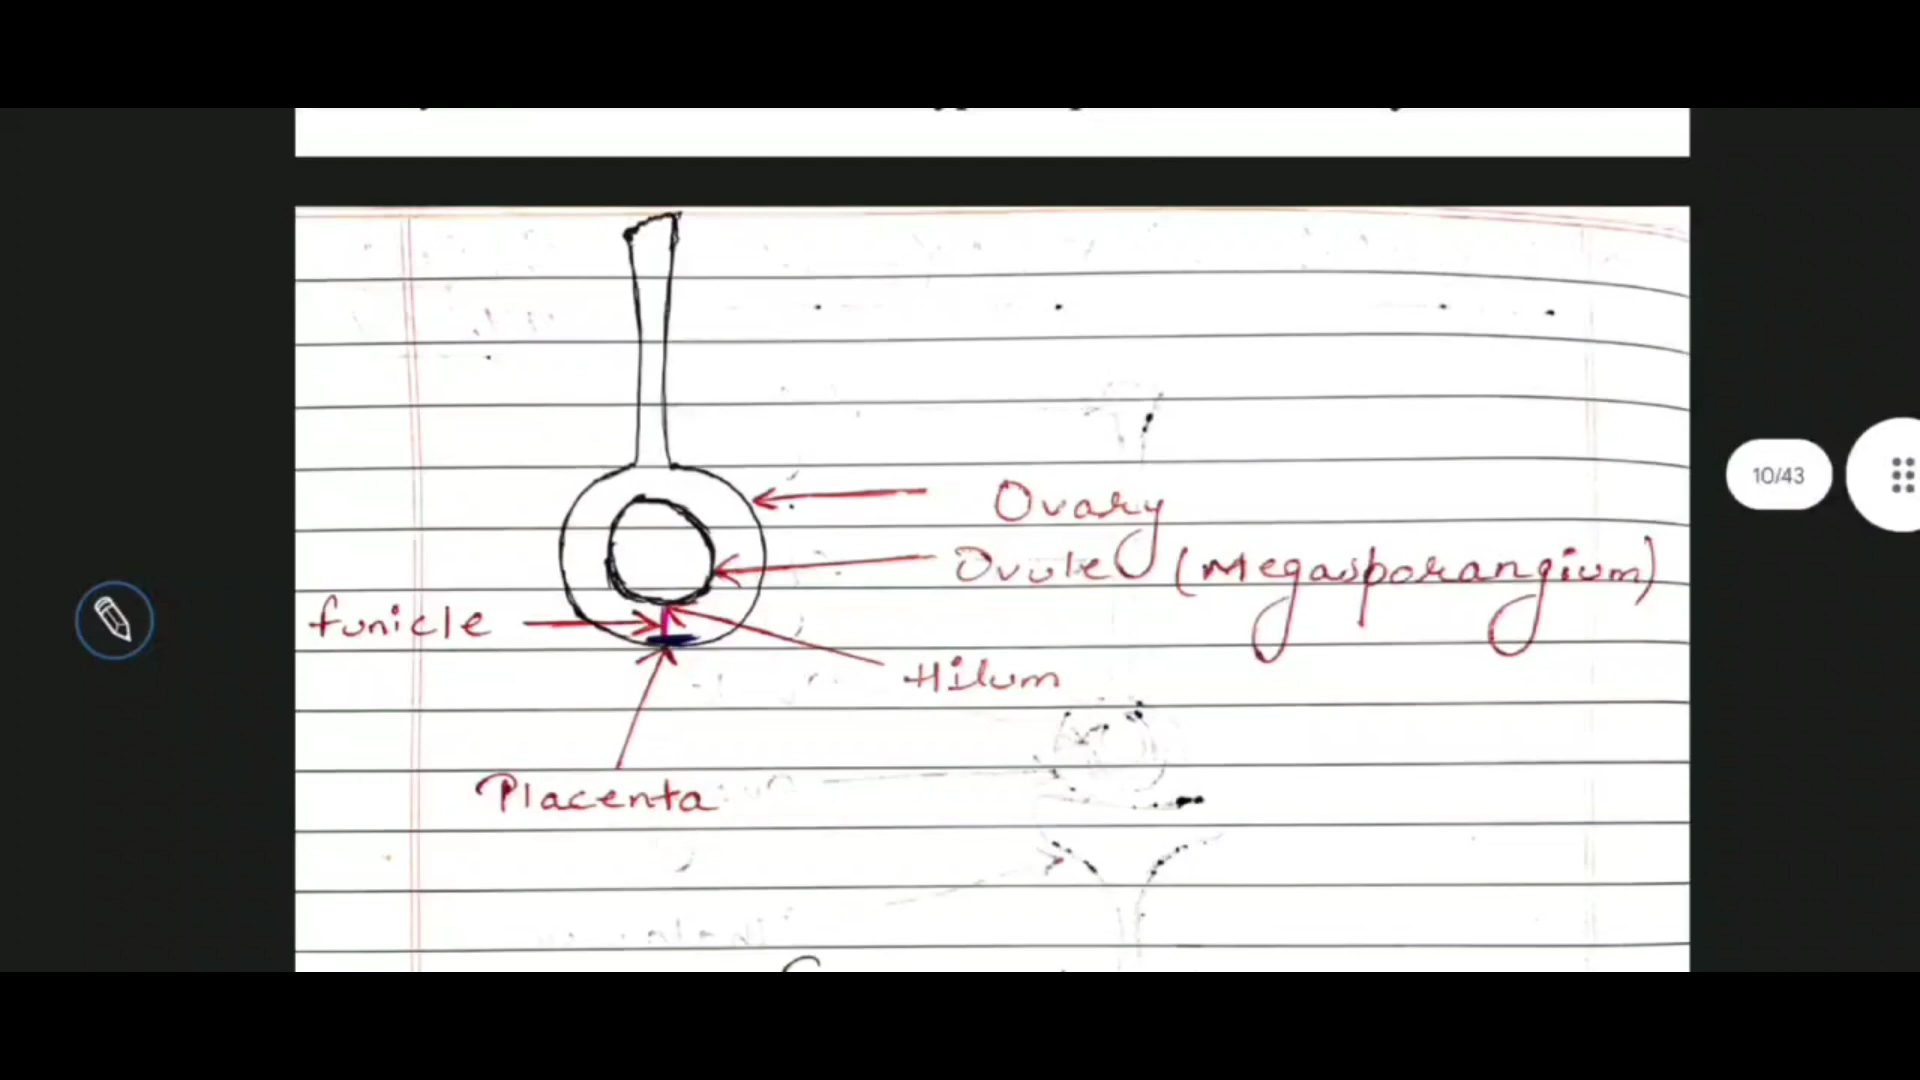 Ovary
Ovule (Megasporangium)
funicle
Hilum
Placenta
10/43